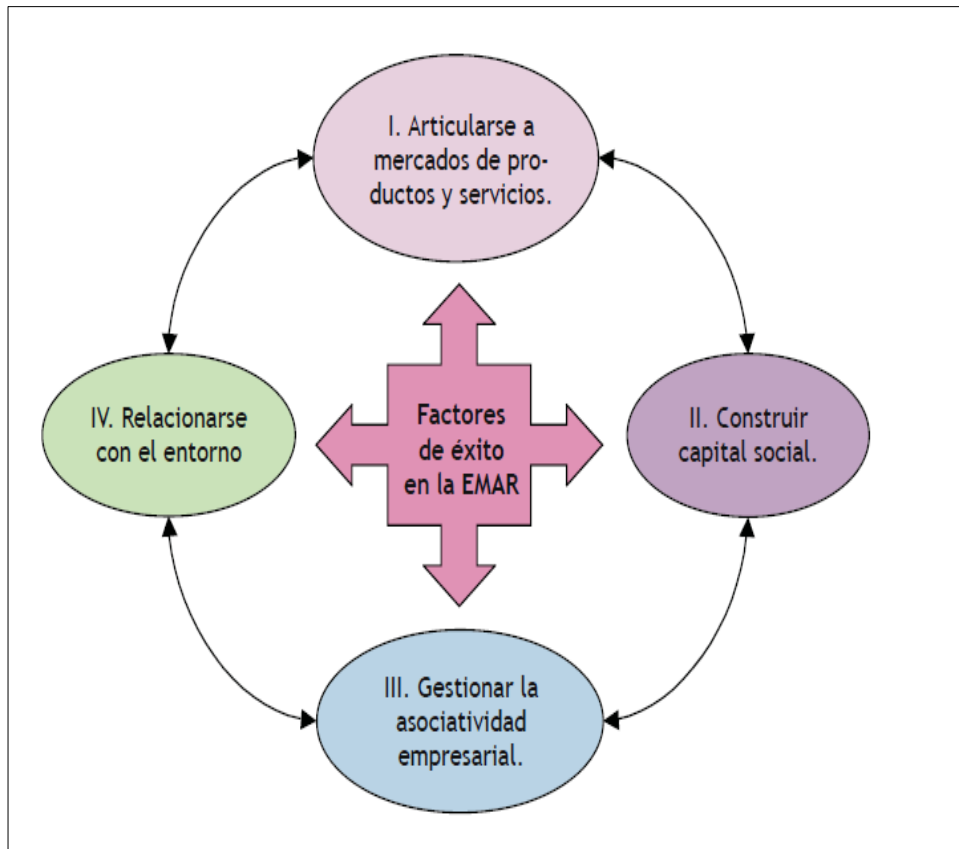 I. Articularse a
mercados de pro-
ductos y servicios.
IV. Relacionarse
con el entorno
Factores
de éxito
en la EMAR
II. Construir
capital social.
III. Gestionar la
asociatividad
empresarial.